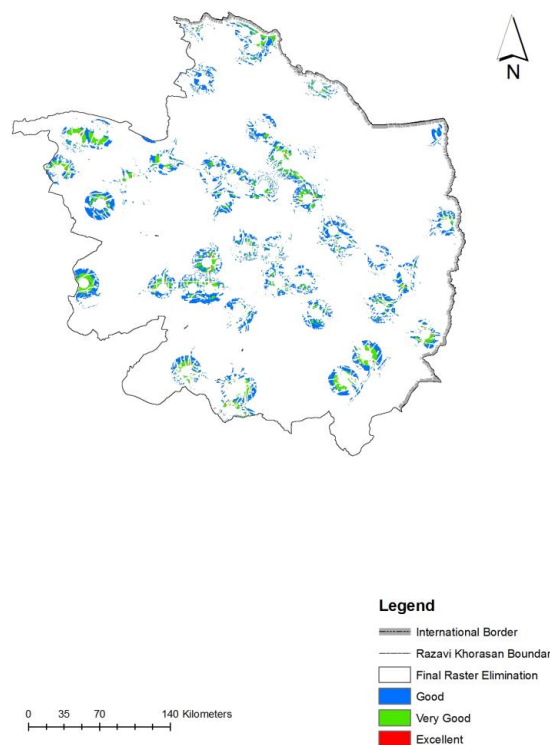 N
Legend
International Border
Razavi Khorasan Boundar
Final Raster Elimination
Good
Very Good
Excellent
0 35 70 140 Kilometers